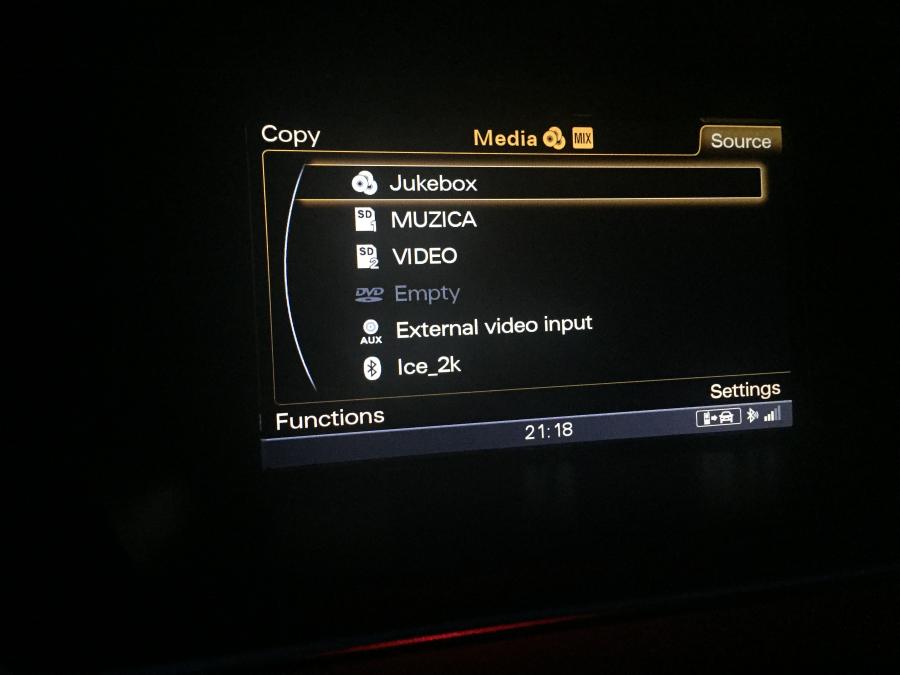 Copy
Media MIX
Source
Jukebox
SD 1 MUZICA
SD 2 VIDEO
DVD Empty
AUX External video input
Ice_2k
Settings
Functions
21:18